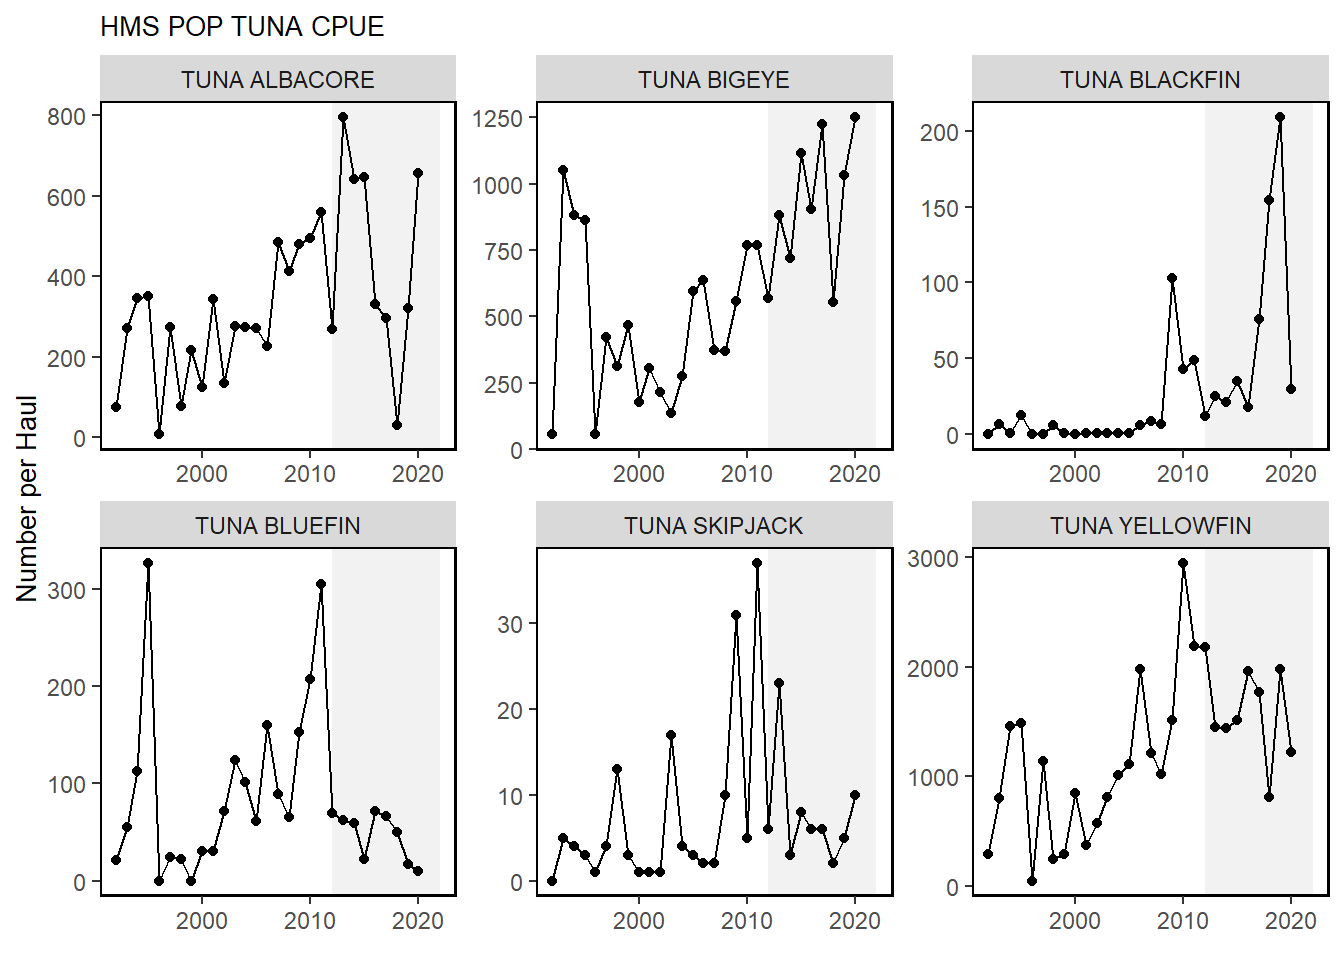 HMS POP TUNA CPUE
TUNA ALBACORE
TUNA BIGEYE
TUNA BLACKFIN
800
600
400
200
0
2000 2010 2020
1250
1000
750
500
250
0
2000 2010 2020
200
150
100
50
0
2000 2010 2020
Number per Haul
TUNA BLUEFIN
TUNA SKIPJACK
TUNA YELLOWFIN
300
200
100
0
2000 2010 2020
30
20
10
0
2000 2010 2020
3000
2000
1000
0
2000 2010 2020